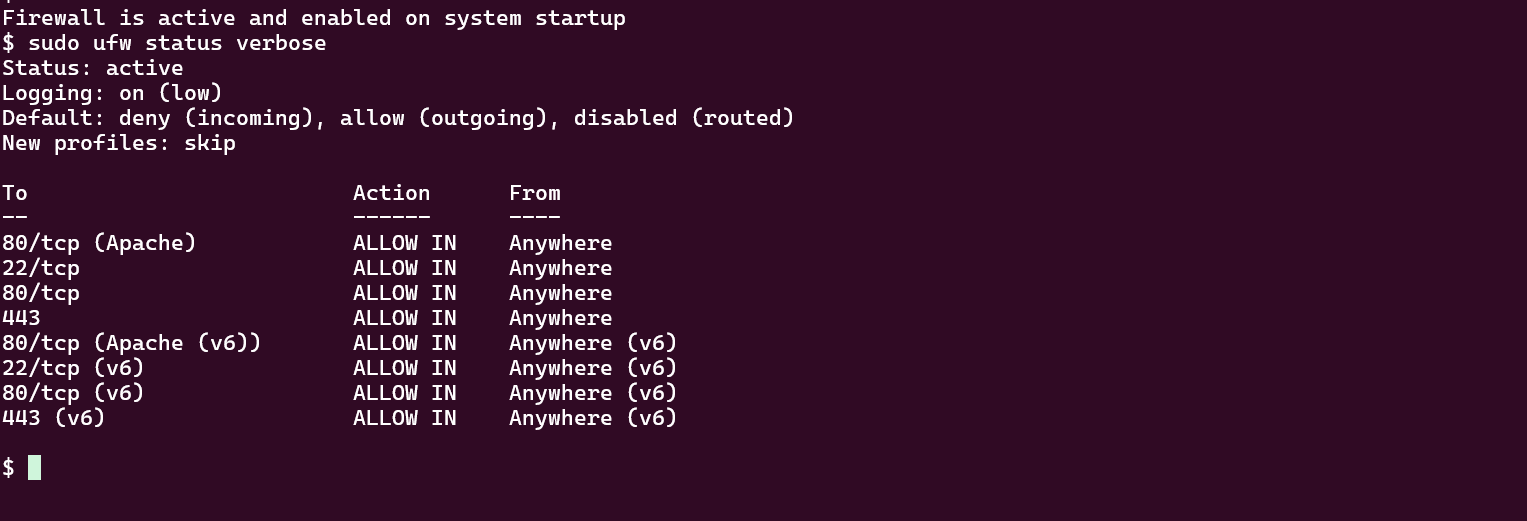 Firewall is active and enabled on system startup
$ sudo ufw status verbose
Status: active
Logging: on (low)
Default: deny (incoming), allow (outgoing), disabled (routed)
New profiles: skip
To                         Action      From
--                         ------      ----
80/tcp (Apache)            ALLOW IN    Anywhere
22/tcp                     ALLOW IN    Anywhere
80/tcp                     ALLOW IN    Anywhere
443                        ALLOW IN    Anywhere
80/tcp (Apache (v6))       ALLOW IN    Anywhere (v6)
22/tcp (v6)                ALLOW IN    Anywhere (v6)
80/tcp (v6)                ALLOW IN    Anywhere (v6)
443 (v6)                   ALLOW IN    Anywhere (v6)
$